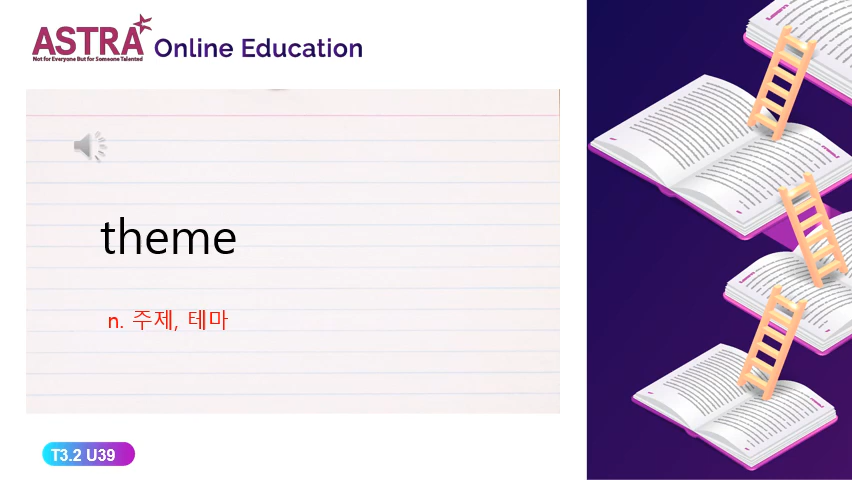 ASTRA
Not for Everyone But for Someone Talented
Online Education
theme
n. 주제, 테마
T3.2 U39